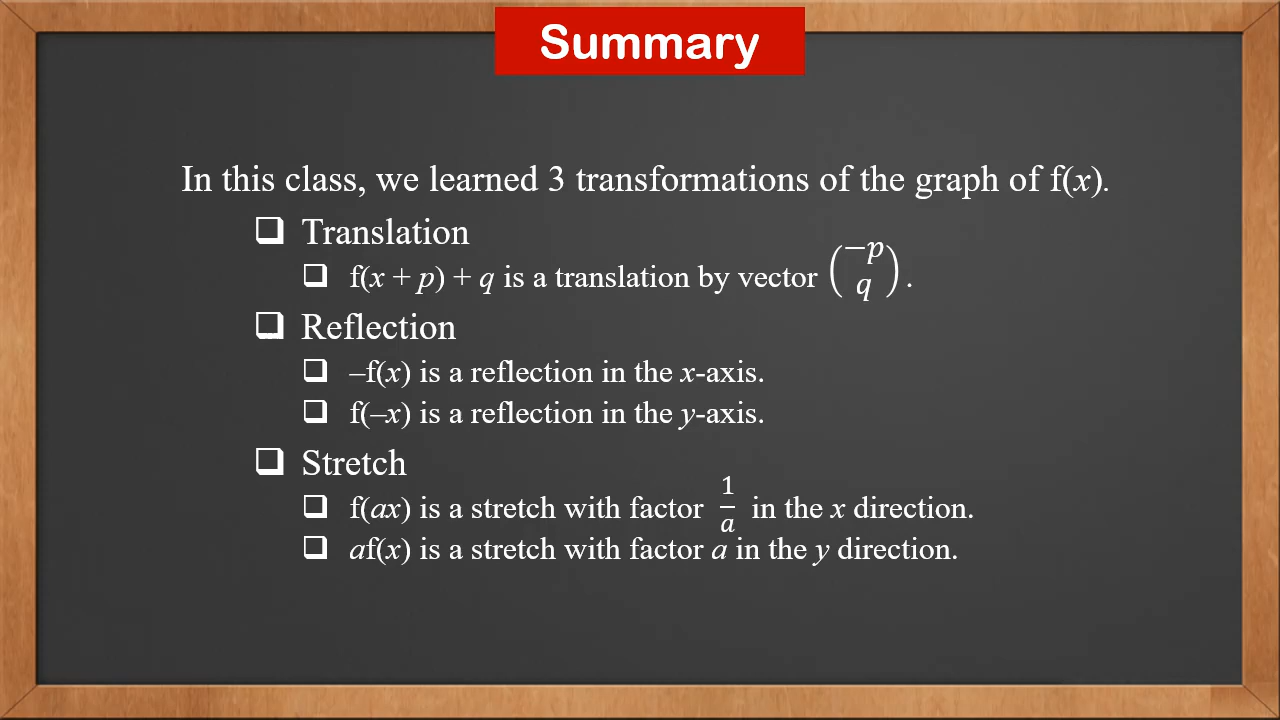 Summary
In this class, we learned 3 transformations of the graph of f(x).
❑ Translation
❑ f(x + p) + q is a translation by vector \binom{-p}{q}.
❑ Reflection
❑ –f(x) is a reflection in the x-axis.
❑ f(–x) is a reflection in the y-axis.
❑ Stretch
❑ f(ax) is a stretch with factor \frac{1}{a} in the x direction.
❑ af(x) is a stretch with factor a in the y direction.